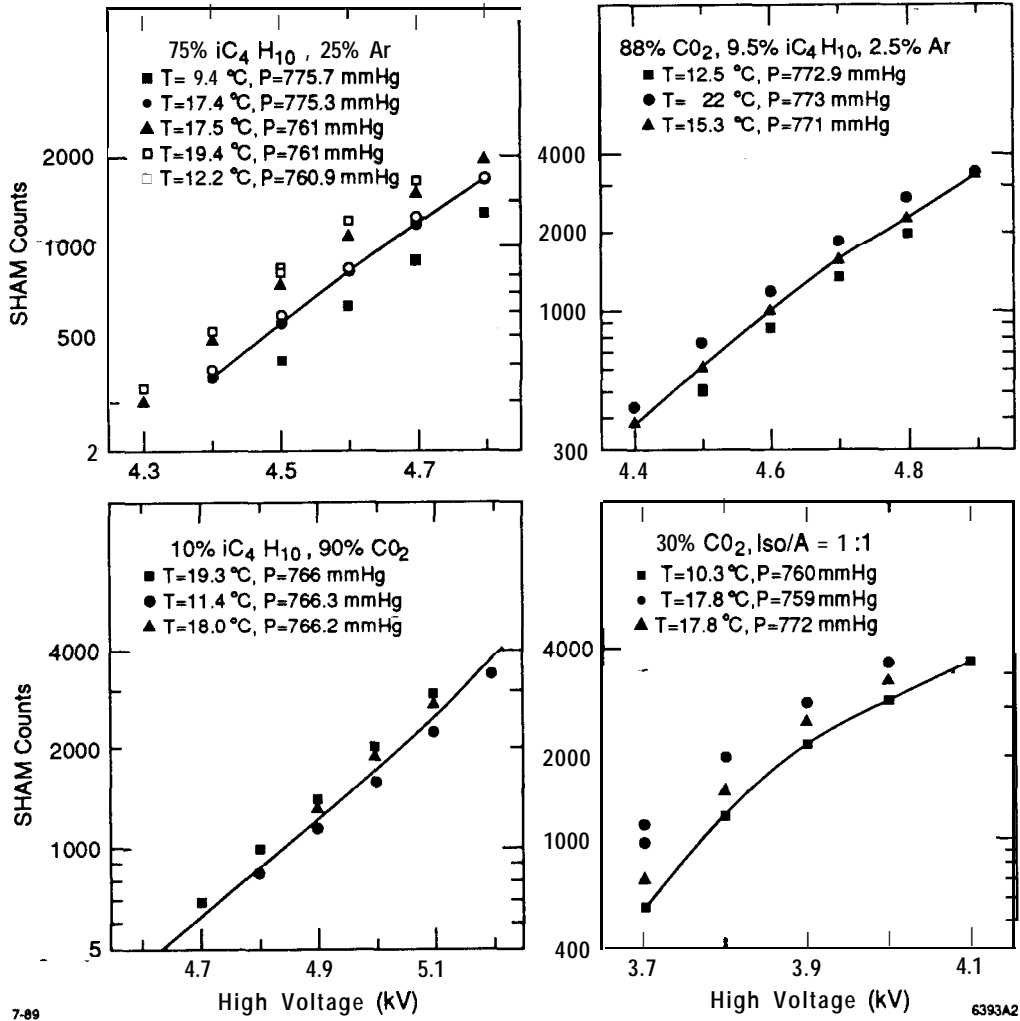 75% iC4 H10 , 25% Ar
■ T= 9.4 °C, P=775.7 mmHg
● T=17.4 °C, P=775.3 mmHg
▲ T=17.5 °C, P=761 mmHg
□ T=19.4 °C, P=761 mmHg
□ T=12.2 °C, P=760.9 mmHg
SHAM Counts
2000
1000
500
2
4.3
4.5
4.7
88% CO2, 9.5% iC4H10, 2.5% Ar
■ T=12.5 °C, P=772.9 mmHg
● T= 22 °C, P=773 mmHg
▲ T=15.3 °C, P=771 mmHg
4000
2000
1000
300
4.4
4.6
4.8
10% iC4 H10 , 90% CO2
■ T=19.3 °C, P=766 mmHg
● T=11.4 °C, P=766.3 mmHg
▲ T=18.0 °C, P=766.2 mmHg
SHAM Counts
4000
2000
1000
5
4.7
4.9
5.1
High Voltage (kV)
30% CO2, Iso/A = 1 :1
■ T=10.3 °C, P=760 mmHg
● T=17.8 °C, P=759 mmHg
▲ T=17.8 °C, P=772 mmHg
4000
2000
1000
400
3.7
3.9
4.1
High Voltage (kV)
7-89
6393A2